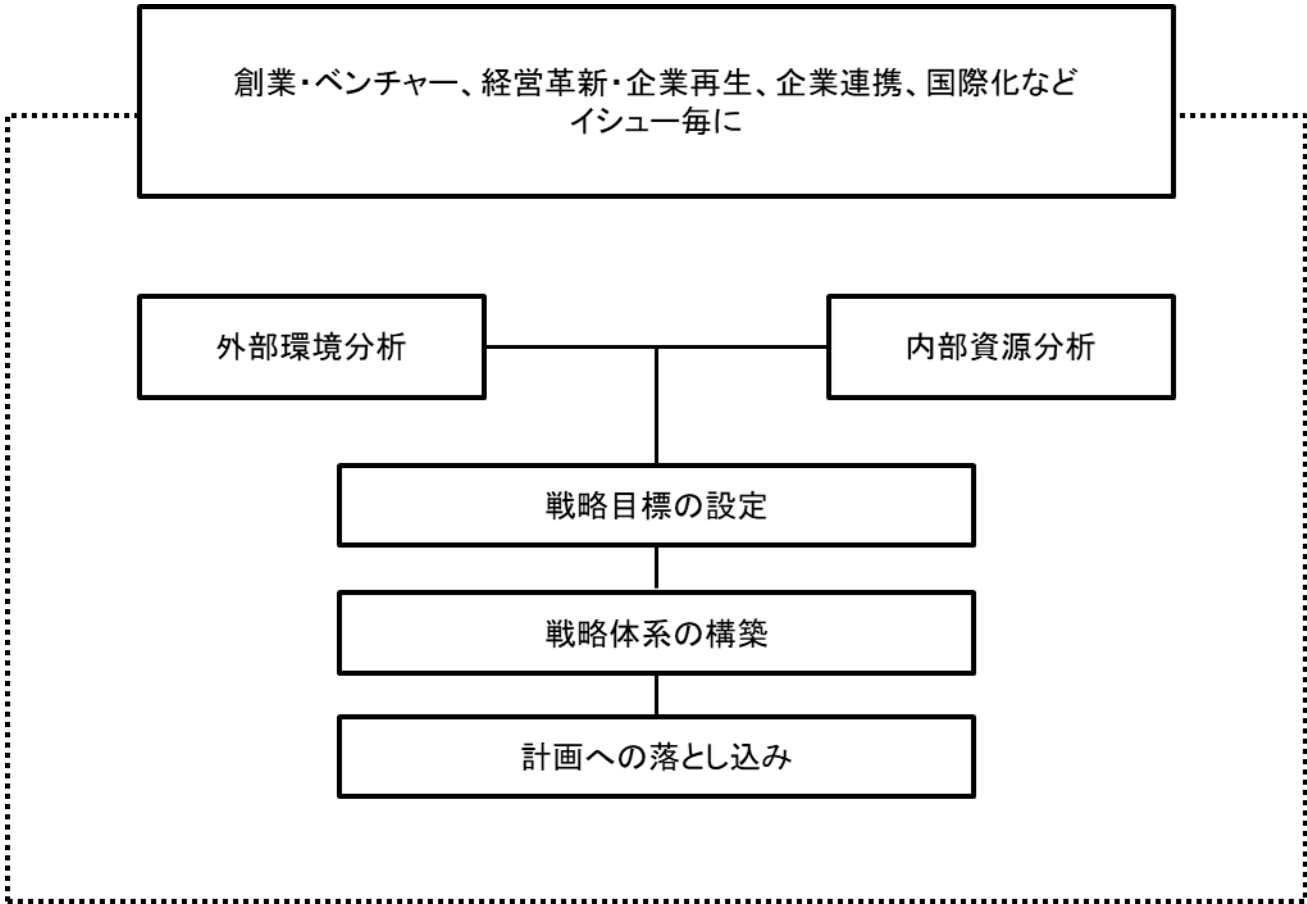 創業・ベンチャー、経営革新・企業再生、企業連携、国際化など
イシュー毎に
外部環境分析
内部資源分析
戦略目標の設定
戦略体系の構築
計画への落とし込み